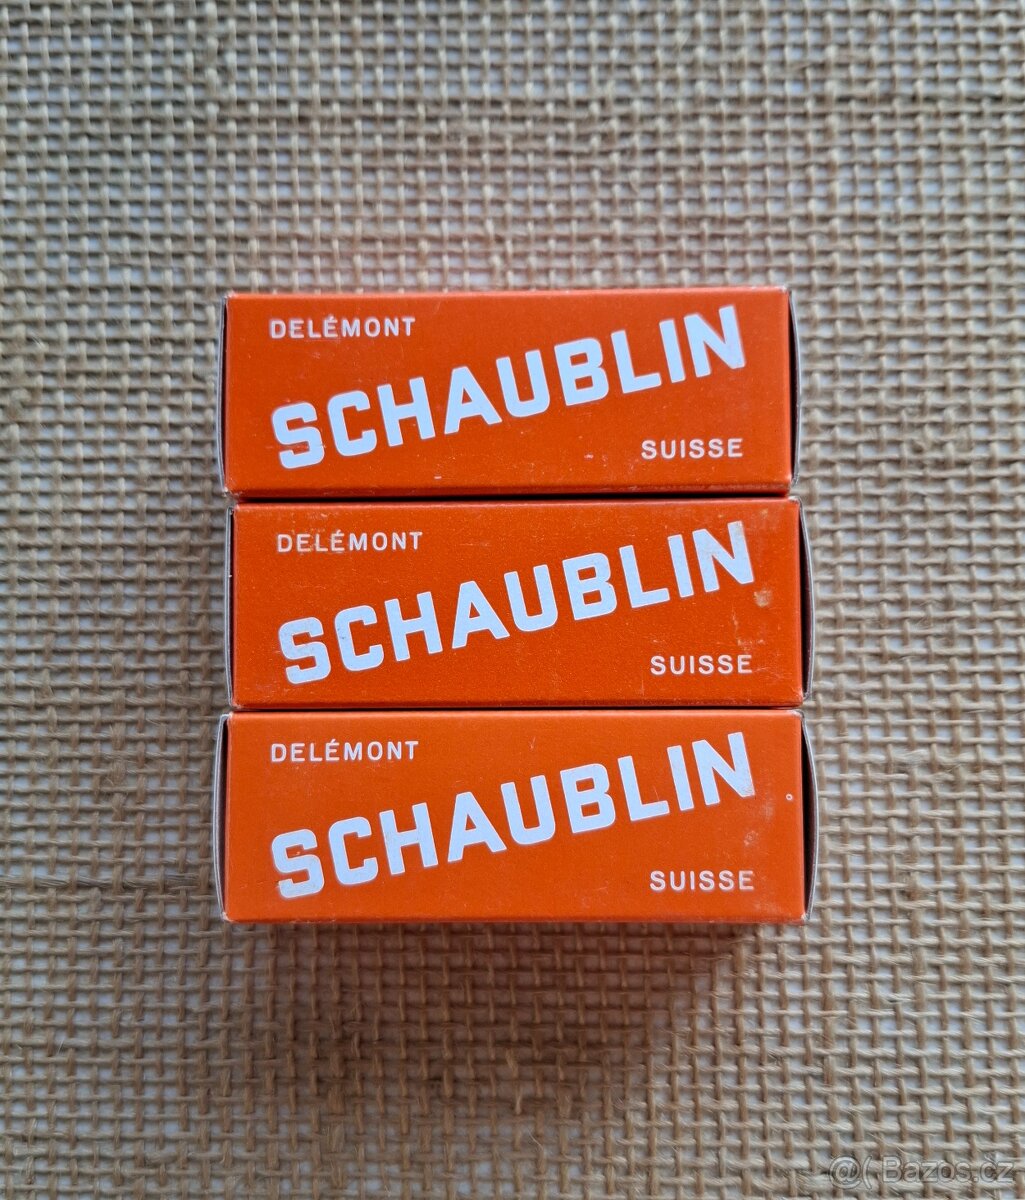 DELÉMONT
SCHAUBLIN
SUISSE
DELÉMONT
SCHAUBLIN
SUISSE
DELÉMONT
SCHAUBLIN
SUISSE
@( Bazos.cz